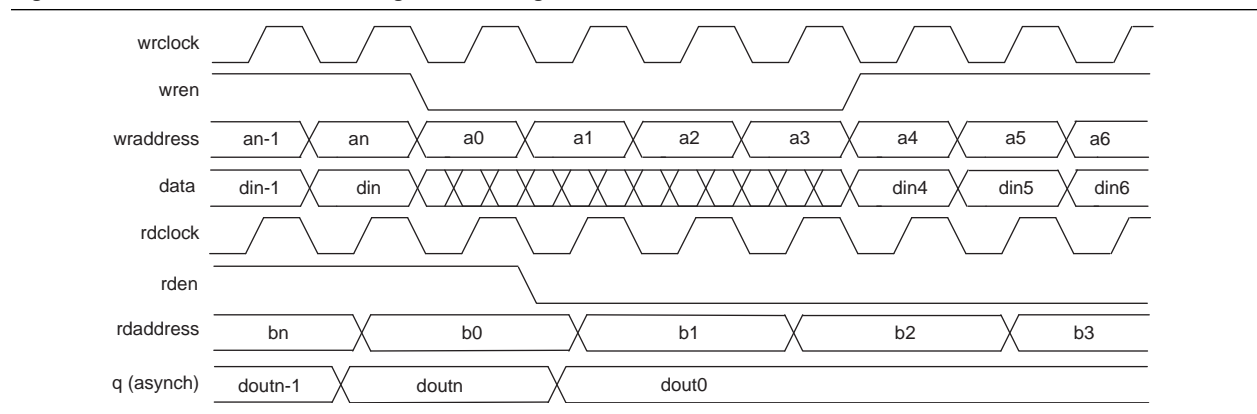 wrclock
wren
wraddress an-1 an a0 a1 a2 a3 a4 a5 a6
data din-1 din din4 din5 din6
rdclock
rden
rdaddress bn b0 b1 b2 b3
q (asynch) doutn-1 doutn dout0